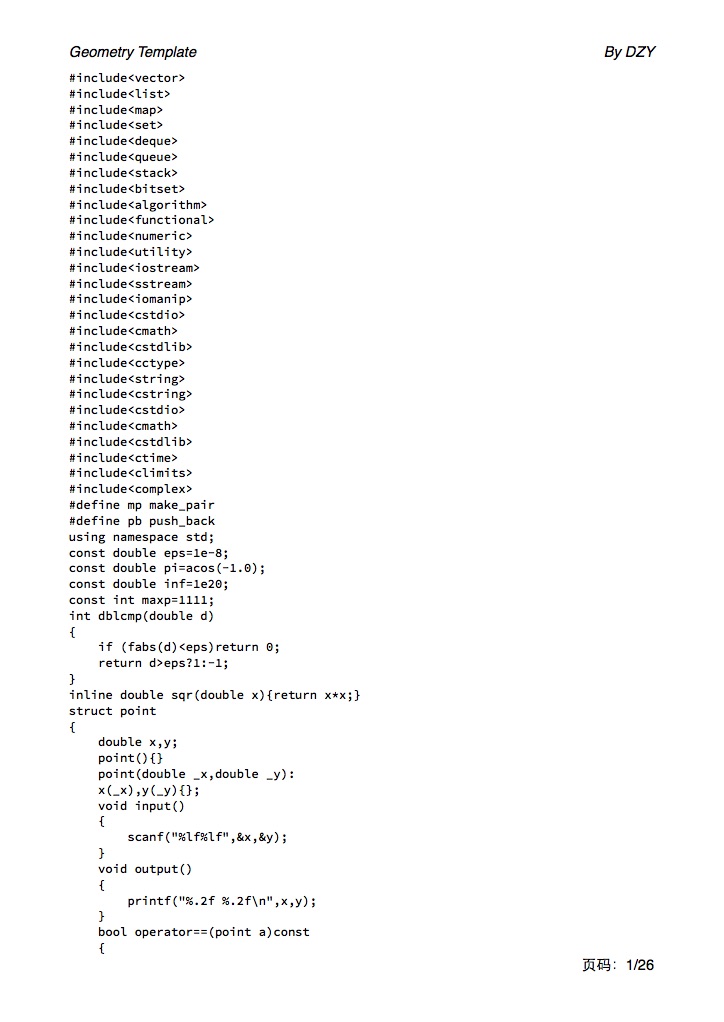 Geometry Template
By DZY
#include<vector>
#include<list>
#include<map>
#include<set>
#include<deque>
#include<queue>
#include<stack>
#include<bitset>
#include<algorithm>
#include<functional>
#include<numeric>
#include<utility>
#include<iostream>
#include<sstream>
#include<iomanip>
#include<cstdio>
#include<cmath>
#include<cstdlib>
#include<cctype>
#include<string>
#include<cstring>
#include<cstdio>
#include<cmath>
#include<cstdlib>
#include<ctime>
#include<climits>
#include<complex>
#define mp make_pair
#define pb push_back
using namespace std;
const double eps=1e-8;
const double pi=acos(-1.0);
const double inf=1e20;
const int maxp=1111;
int dblcmp(double d)
{
    if (fabs(d)<eps)return 0;
    return d>eps?1:-1;
}
inline double sqr(double x){return x*x;}
struct point
{
    double x,y;
    point(){}
    point(double _x,double _y):
    x(_x),y(_y){};
    void input()
    {
        scanf("%lf%lf",&x,&y);
    }
    void output()
    {
        printf("%.2f %.2f\n",x,y);
    }
    bool operator==(point a)const
    {
页码：1/26